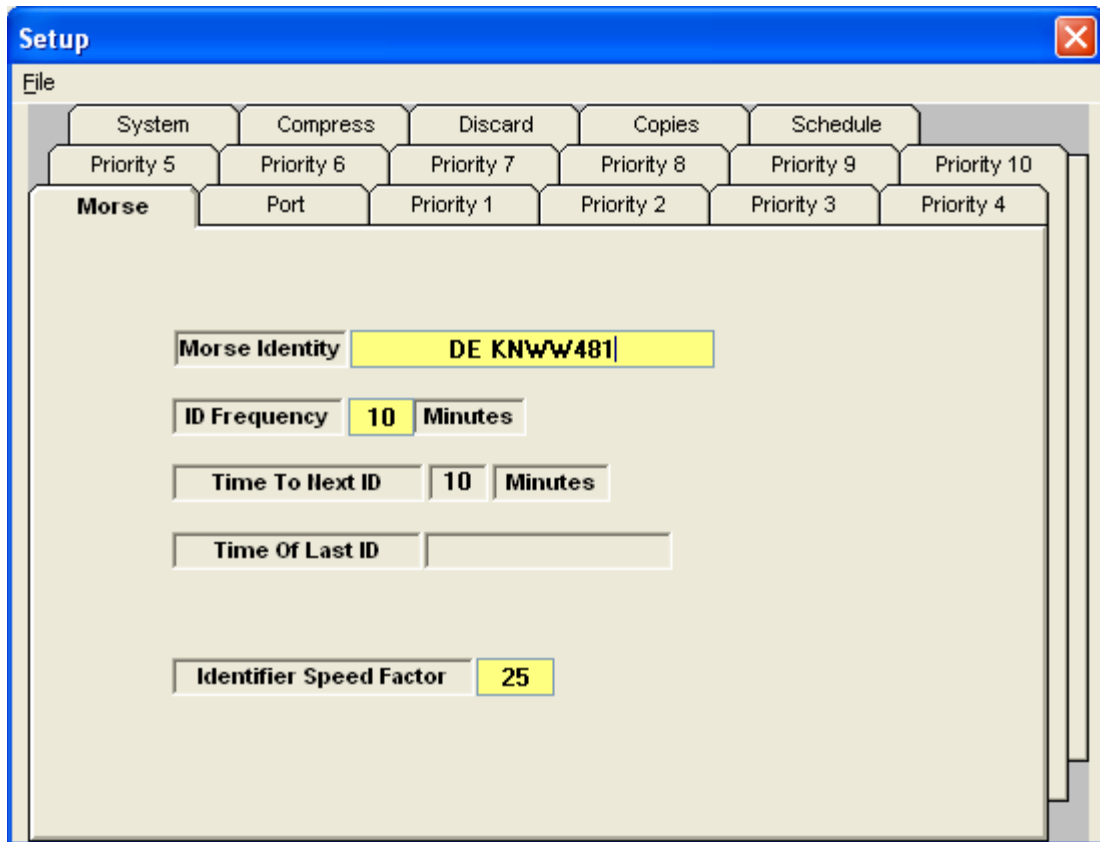 Setup
File
System Compress Discard Copies Schedule
Priority 5 Priority 6 Priority 7 Priority 8 Priority 9 Priority 10
Morse Port Priority 1 Priority 2 Priority 3 Priority 4
Morse Identity DE KNWW481
ID Frequency 10 Minutes
Time To Next ID 10 Minutes
Time Of Last ID
Identifier Speed Factor 25